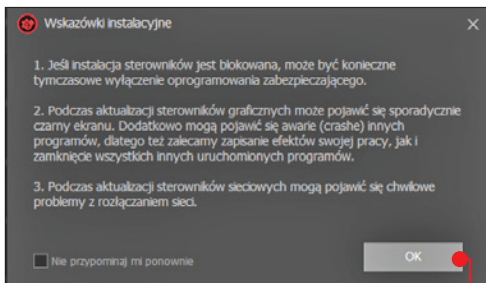 Wskazówki instalacyjne
1. Jeśli instalacja sterowników jest blokowana, może być konieczne
tymczasowe wyłączenie oprogramowania zabezpieczającego.
2. Podczas aktualizacji sterowników graficznych może pojawić się sporadycznie
czarny ekranu. Dodatkowo mogą pojawić się awarie (crashe) innych
programów, dlatego też zalecamy zapisanie efektów swojej pracy, jak i
zamknięcie wszystkich innych uruchomionych programów.
3. Podczas aktualizacji sterowników sieciowych mogą pojawić się chwilowe
problemy z rozłączaniem sieci.
Nie przypominaj mi ponownie
OK